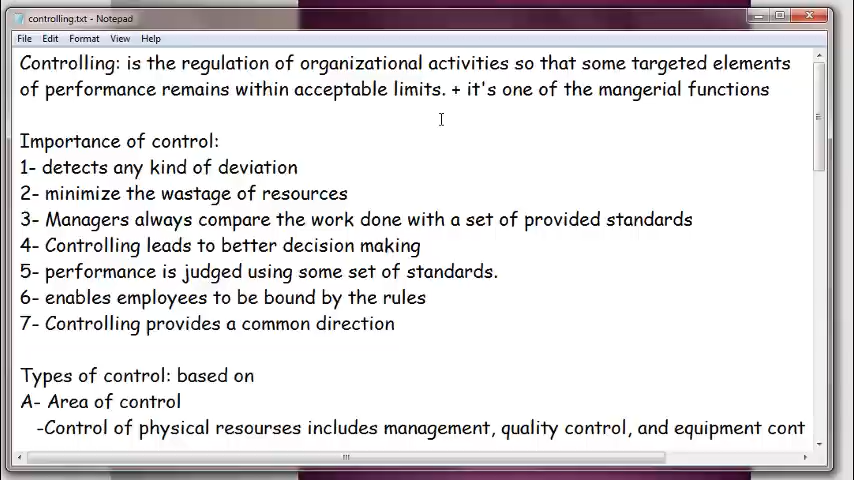 controlling.txt - Notepad
File Edit Format View Help
Controlling: is the regulation of organizational activities so that some targeted elements
of performance remains within acceptable limits. + it's one of the mangerial functions
Importance of control:
1- detects any kind of deviation
2- minimize the wastage of resources
3- Managers always compare the work done with a set of provided standards
4- Controlling leads to better decision making
5- performance is judged using some set of standards.
6- enables employees to be bound by the rules
7- Controlling provides a common direction
Types of control: based on
A- Area of control
-Control of physical resourses includes management, quality control, and equipment cont